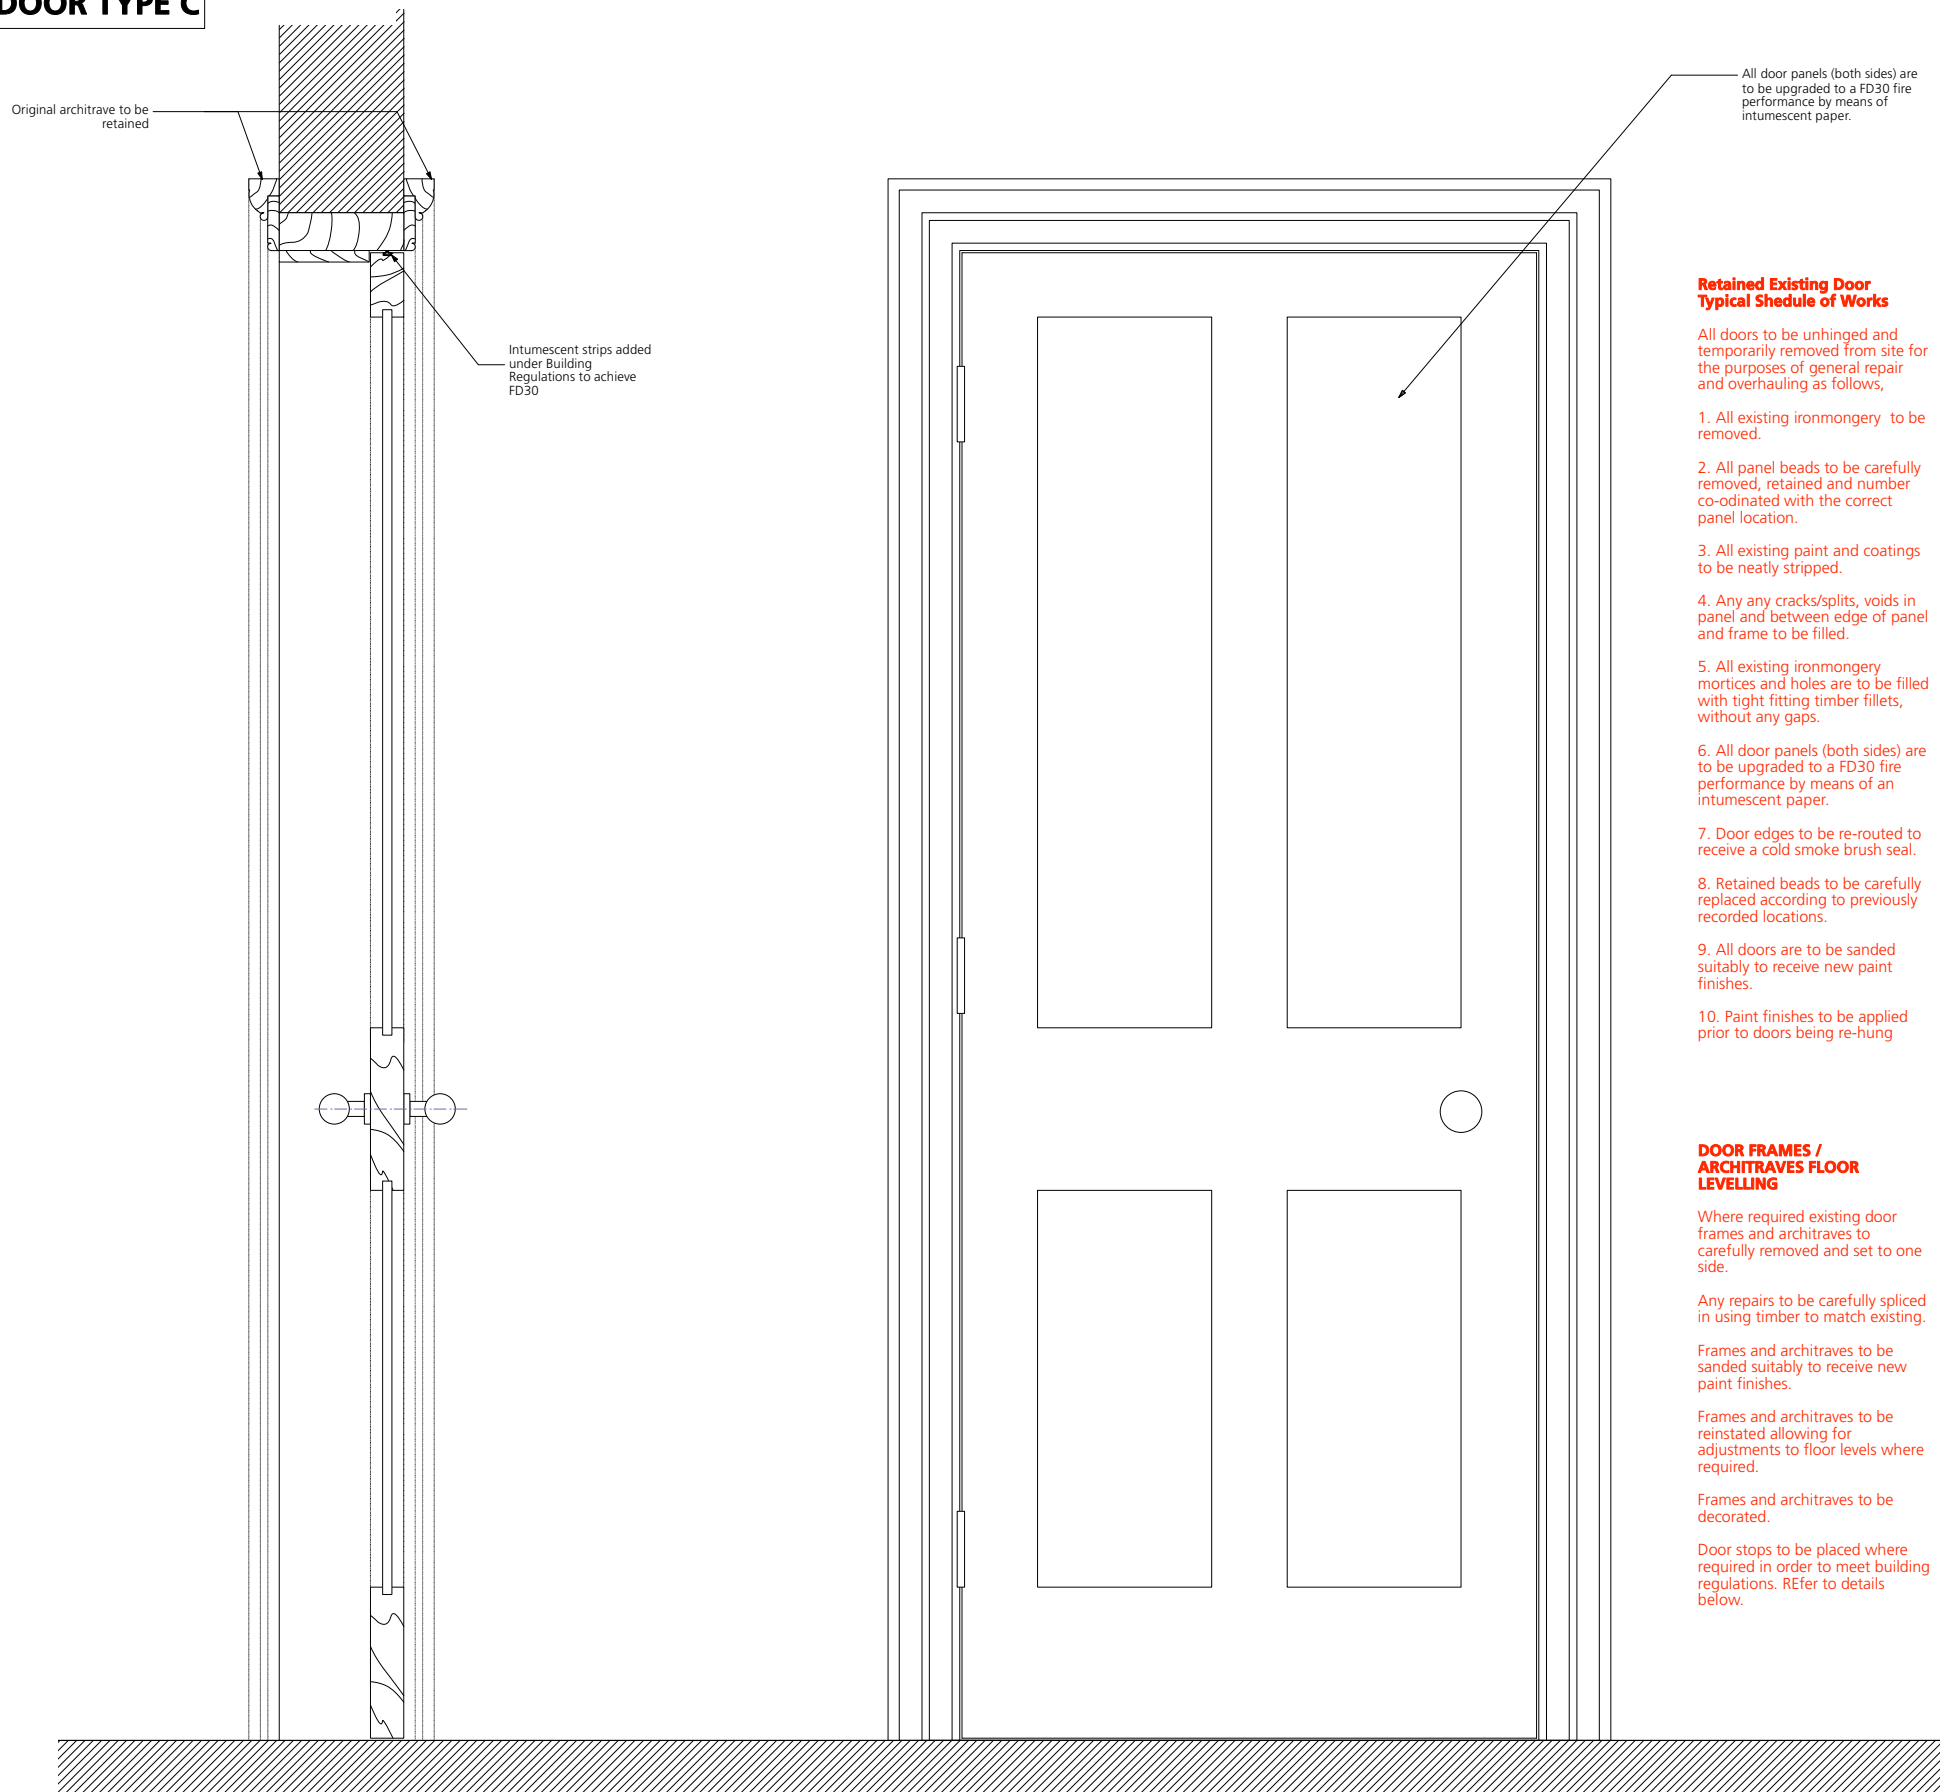 DOOR TYPE C
Original architrave to be
retained
All door panels (both sides) are
to be upgraded to a FD30 fire
performance by means of
intumescent paper.
Intumescent strips added
under Building
Regulations to achieve
FD30
Retained Existing Door
Typical Shedule of Works
All doors to be unhinged and
temporarily removed from site for
the purposes of general repair
and overhauling as follows,
1. All existing ironmongery  to be
removed.
2. All panel beads to be carefully
removed, retained and number
co-odinated with the correct
panel location.
3. All existing paint and coatings
to be neatly stripped.
4. Any any cracks/splits, voids in
panel and between edge of panel
and frame to be filled.
5. All existing ironmongery
mortices and holes are to be filled
with tight fitting timber fillets,
without any gaps.
6. All door panels (both sides) are
to be upgraded to a FD30 fire
performance by means of an
intumescent paper.
7. Door edges to be re-routed to
receive a cold smoke brush seal.
8. Retained beads to be carefully
replaced according to previously
recorded locations.
9. All doors are to be sanded
suitably to receive new paint
finishes.
10. Paint finishes to be applied
prior to doors being re-hung
DOOR FRAMES /
ARCHITRAVES FLOOR
LEVELLING
Where required existing door
frames and architraves to
carefully removed and set to one
side.
Any repairs to be carefully spliced
in using timber to match existing.
Frames and architraves to be
sanded suitably to receive new
paint finishes.
Frames and architraves to be
reinstated allowing for
adjustments to floor levels where
required.
Frames and architraves to be
decorated.
Door stops to be placed where
required in order to meet building
regulations. REfer to details
below.